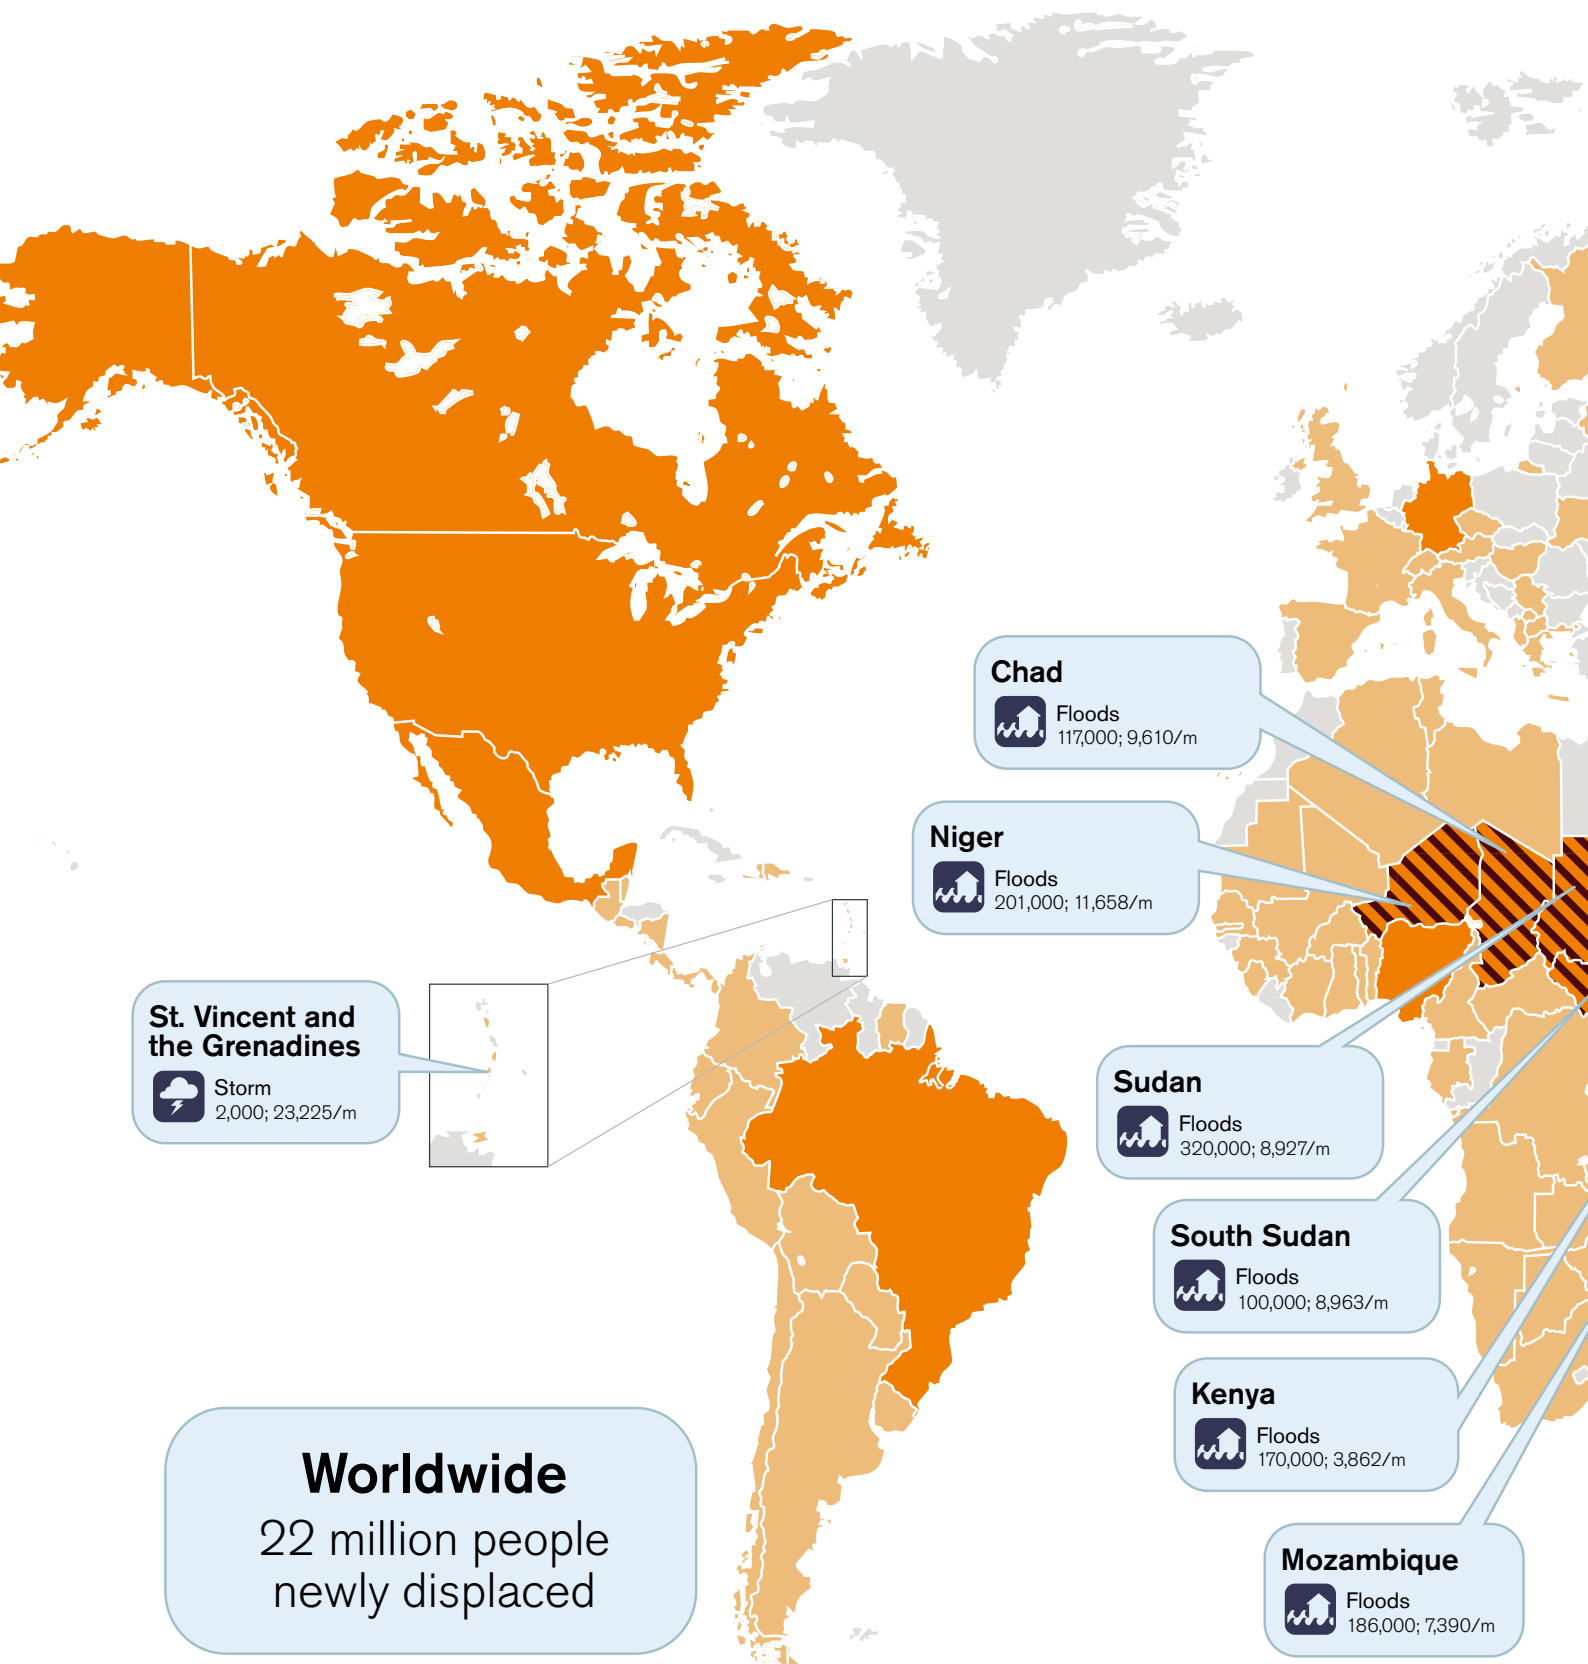 Chad
Floods
117,000; 9,610/m
Niger
Floods
201,000; 11,658/m
St. Vincent and
the Grenadines
Storm
2,000; 23,225/m
Sudan
Floods
320,000; 8,927/m
South Sudan
Floods
100,000; 8,963/m
Kenya
Floods
170,000; 3,862/m
Worldwide
22 million people
newly displaced
Mozambique
Floods
186,000; 7,390/m